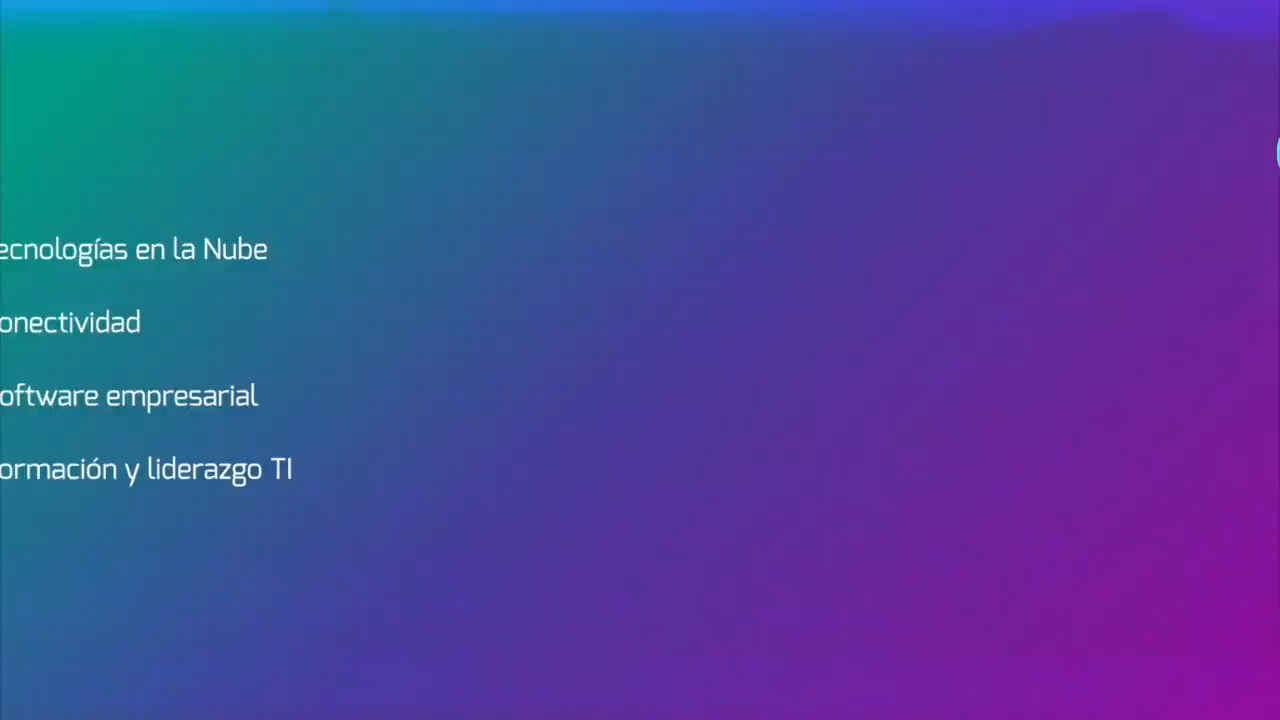 ecnologías en la Nube
onectividad
oftware empresarial
ormación y liderazgo TI